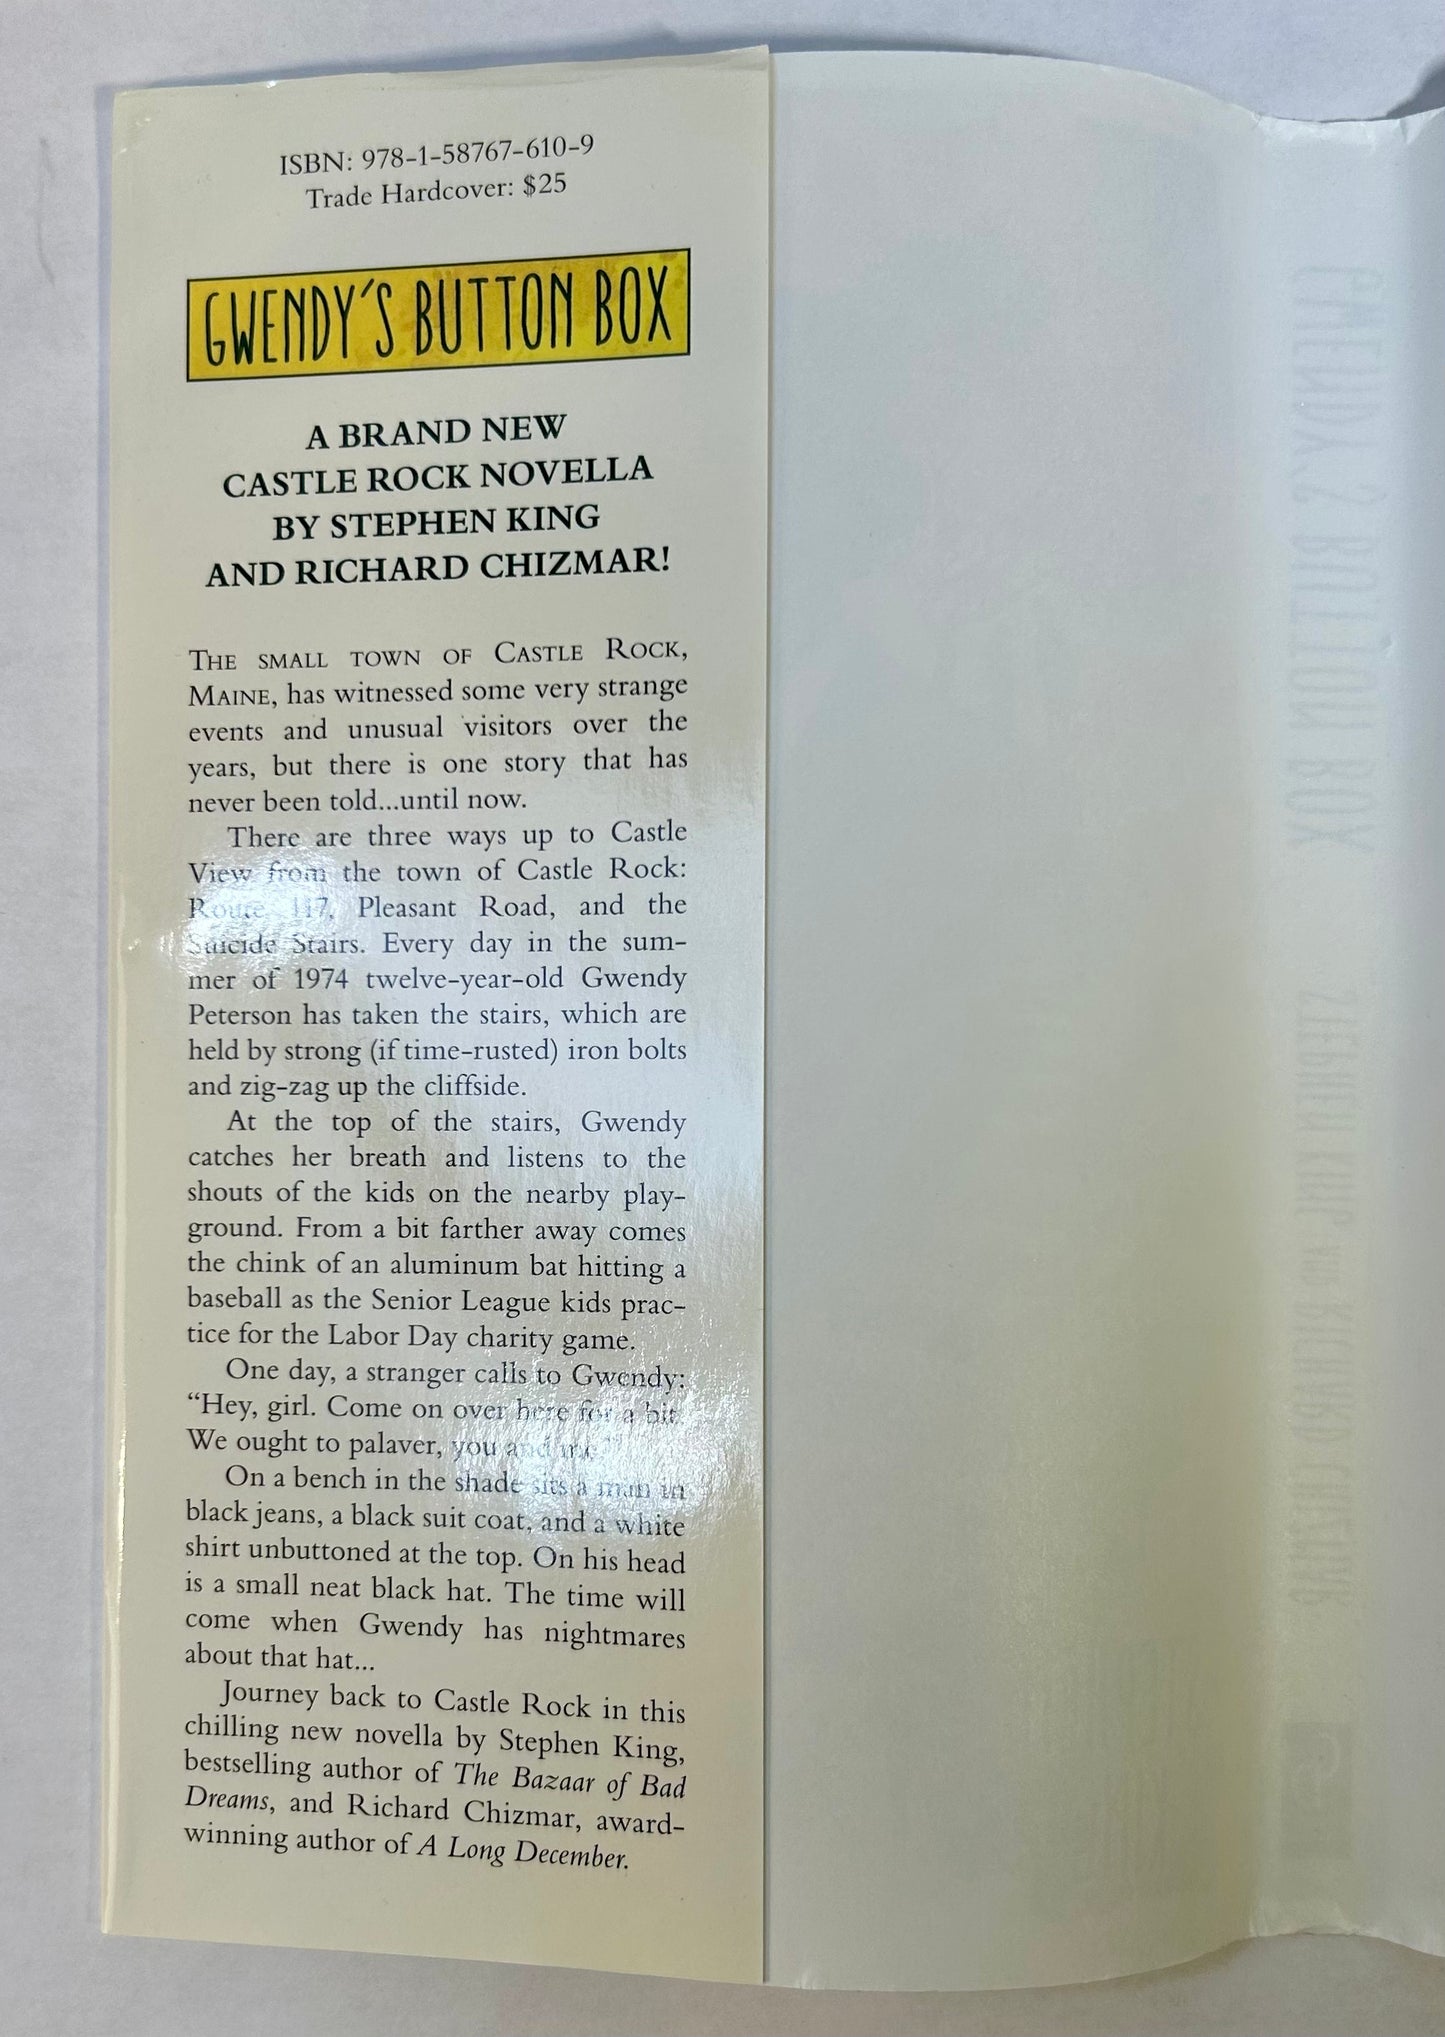 ISBN: 978-1-58767-610-9
Trade Hardcover: $25
GWENDY'S BUTTON BOX
A BRAND NEW
CASTLE ROCK NOVELLA
BY STEPHEN KING
AND RICHARD CHIZMAR!
The small town of Castle Rock,
Maine, has witnessed some very strange
events and unusual visitors over the
years, but there is one story that has
never been told...until now.
There are three ways up to Castle
View from the town of Castle Rock:
Route 117, Pleasant Road, and the
Suicide Stairs. Every day in the sum-
mer of 1974 twelve-year-old Gwendy
Peterson has taken the stairs, which are
held by strong (if time-rusted) iron bolts
and zig-zag up the cliffside.
At the top of the stairs, Gwendy
catches her breath and listens to the
shouts of the kids on the nearby play-
ground. From a bit farther away comes
the chink of an aluminum bat hitting a
baseball as the Senior League kids prac-
tice for the Labor Day charity game.
One day, a stranger calls to Gwendy:
“Hey, girl. Come on over here for a bit.
We ought to palaver, you and me.”
On a bench in the shade sits a man in
black jeans, a black suit coat, and a white
shirt unbuttoned at the top. On his head
is a small neat black hat. The time will
come when Gwendy has nightmares
about that hat...
Journey back to Castle Rock in this
chilling new novella by Stephen King,
bestselling author of The Bazaar of Bad
Dreams, and Richard Chizmar, award-
winning author of A Long December.
GWENDY'S BUTTON BOX
STEPHEN KING AND RICHARD CHIZMAR